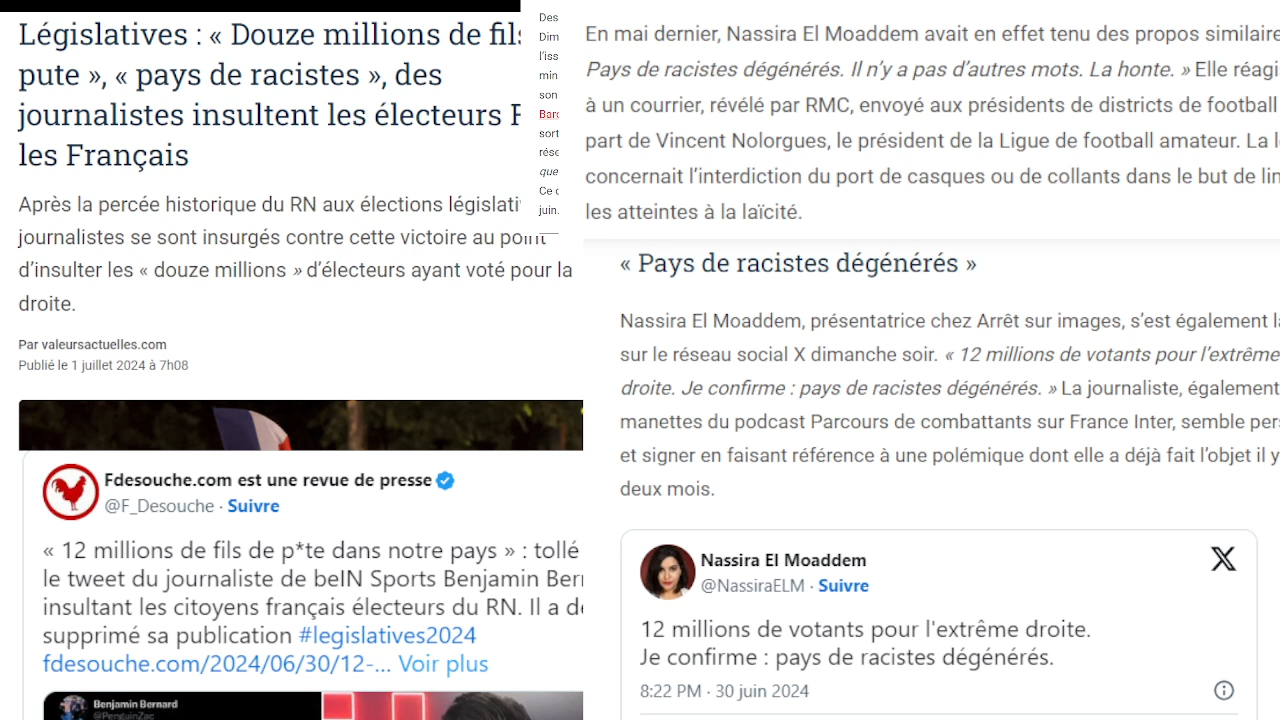 Législatives : « Douze millions de fils
pute », « pays de racistes », des
journalistes insultent les électeurs
les Français
Après la percée historique du RN aux élections
journalistes se sont insurgés contre cette victoire au point
d'insulter les « douze millions » d'électeurs ayant voté pour la
droite.
Par valeursactuelles.com
Publié le 1 juillet 2024 à 7h08
Fdesouche.com est une revue de presse
@F_Desouche · Suivre
« 12 millions de fils de p*te dans notre pays » : tollé
le tweet du journaliste de beIN Sports Benjamin
insultant les citoyens français électeurs du RN. Il a
supprimé sa publication #legislatives2024
fdesouche.com/2024/06/30/12-... Voir plus
Benjamin Bernard
@PenguinZac
Des
Dim
l'iss
min
son
Barc
sort
rése
que
Ce
juin.
En mai dernier, Nassira El Moaddem avait en effet tenu des propos similaire
Pays de racistes dégénérés. Il n'y a pas d'autres mots. La honte. » Elle réagi
à un courrier, révélé par RMC, envoyé aux présidents de districts de football
part de Vincent Nolorgues, le président de la Ligue de football amateur. La
concernait l'interdiction du port de casques ou de collants dans le but de
les atteintes à la laïcité.
« Pays de racistes dégénérés »
Nassira El Moaddem, présentatrice chez Arrêt sur images, s'est également
sur le réseau social X dimanche soir. « 12 millions de votants pour l'extrême
droite. Je confirme : pays de racistes dégénérés. » La journaliste, également
manettes du podcast Parcours de combattants sur France Inter, semble
et signer en faisant référence à une polémique dont elle a déjà fait l'objet il y
deux mois.
Nassira El Moaddem
@NassiraELM · Suivre
12 millions de votants pour l'extrême droite.
Je confirme : pays de racistes dégénérés.
8:22 PM · 30 juin 2024